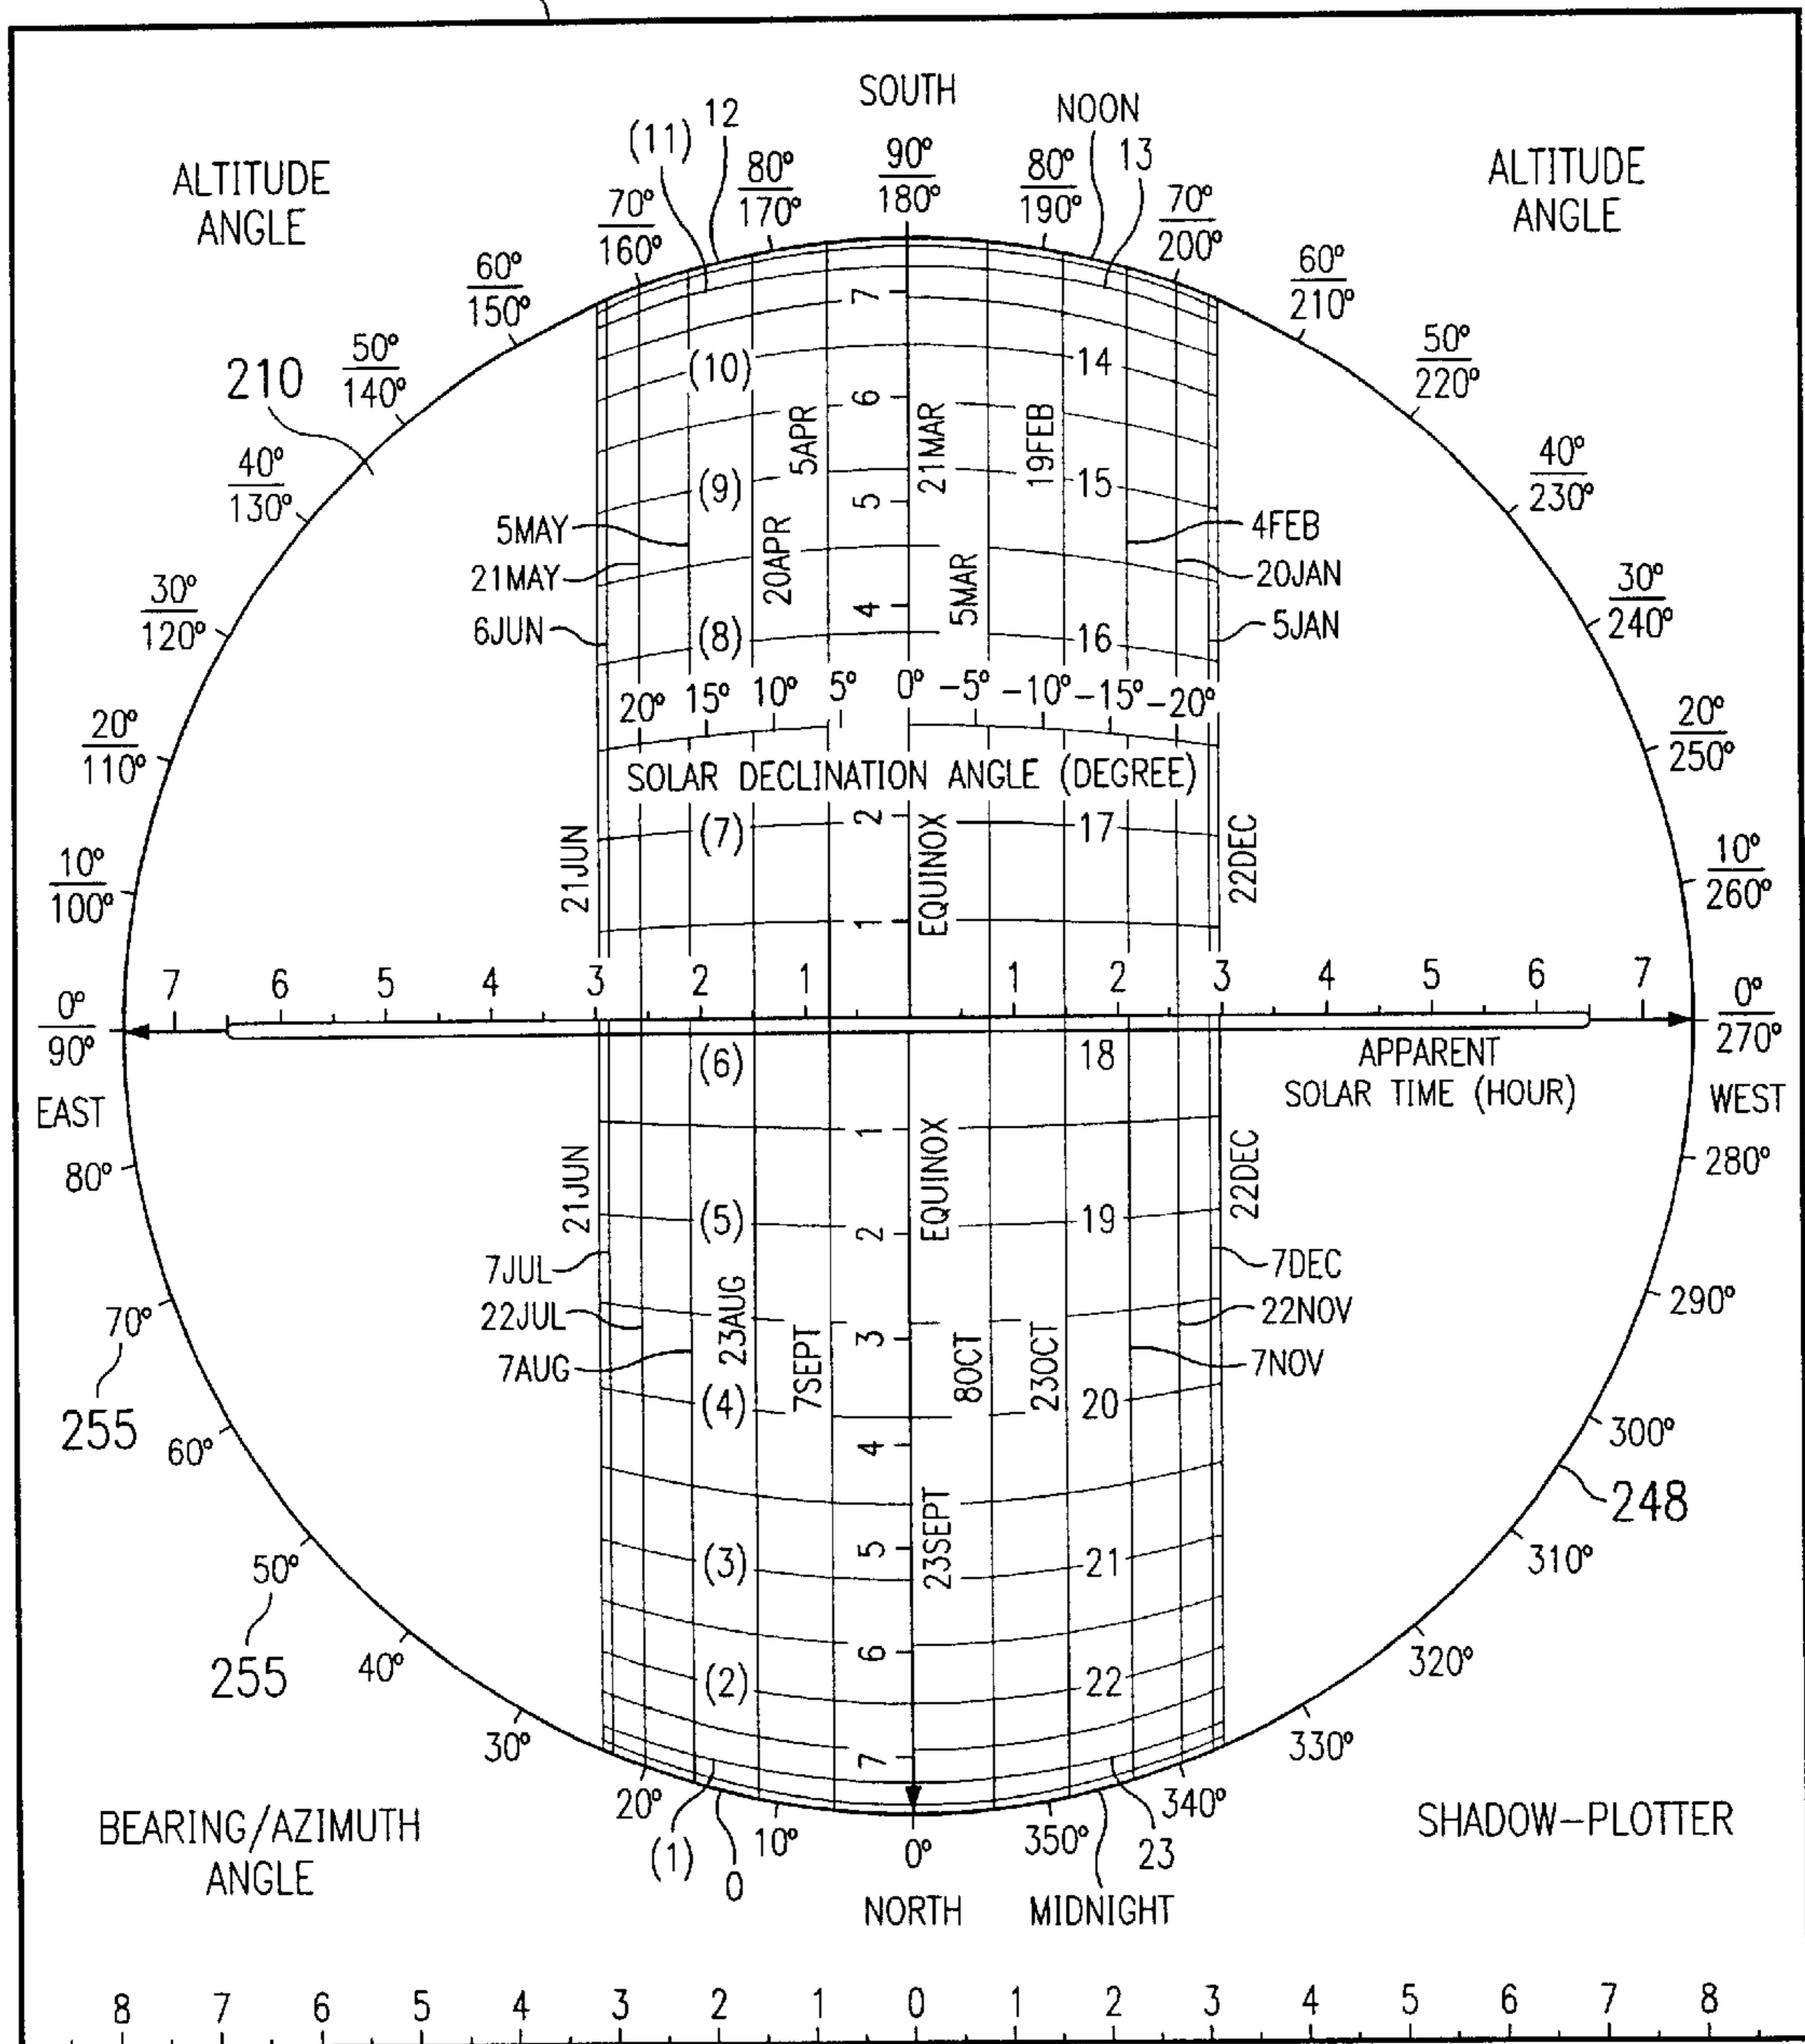 SOUTH
ALTITUDE ANGLE
ALTITUDE ANGLE
(11)
12
NOON
13
90°
180°
80°
170°
80°
190°
70°
160°
70°
200°
60°
150°
60°
210°
50°
140°
50°
220°
40°
130°
40°
230°
30°
120°
30°
240°
20°
110°
20°
250°
10°
100°
10°
260°
210
7
(10)
14
6
5APR
21MAR
19FEB
(9)
5
15
5MAY
4FEB
20APR
21MAY
20JAN
5MAR
4
6JUN
(8)
16
5JAN
20° 15° 10° 5° 0° -5° -10° -15° -20°
SOLAR DECLINATION ANGLE (DEGREE)
21JUN
(7)
2
EQUINOX
17
22DEC
1
7 6 5 4 3 2 1 1 2 3 4 5 6 7
0°
90°
0°
270°
EAST
WEST
(6)
18
APPARENT
SOLAR TIME (HOUR)
80°
280°
1
21JUN
EQUINOX
22DEC
(5)
2
19
7JUL
7DEC
70°
290°
22JUL
23AUG
22NOV
7AUG
7SEPT
3
8OCT
23OCT
7NOV
255
(4)
20
60°
4
300°
248
23SEPT
5
50°
(3)
21
310°
255
40°
6
320°
(2)
22
30°
7
330°
20°
(1)
0
10°
0°
350°
23
340°
NORTH
MIDNIGHT
BEARING/AZIMUTH
ANGLE
SHADOW-PLOTTER
8 7 6 5 4 3 2 1 0 1 2 3 4 5 6 7 8